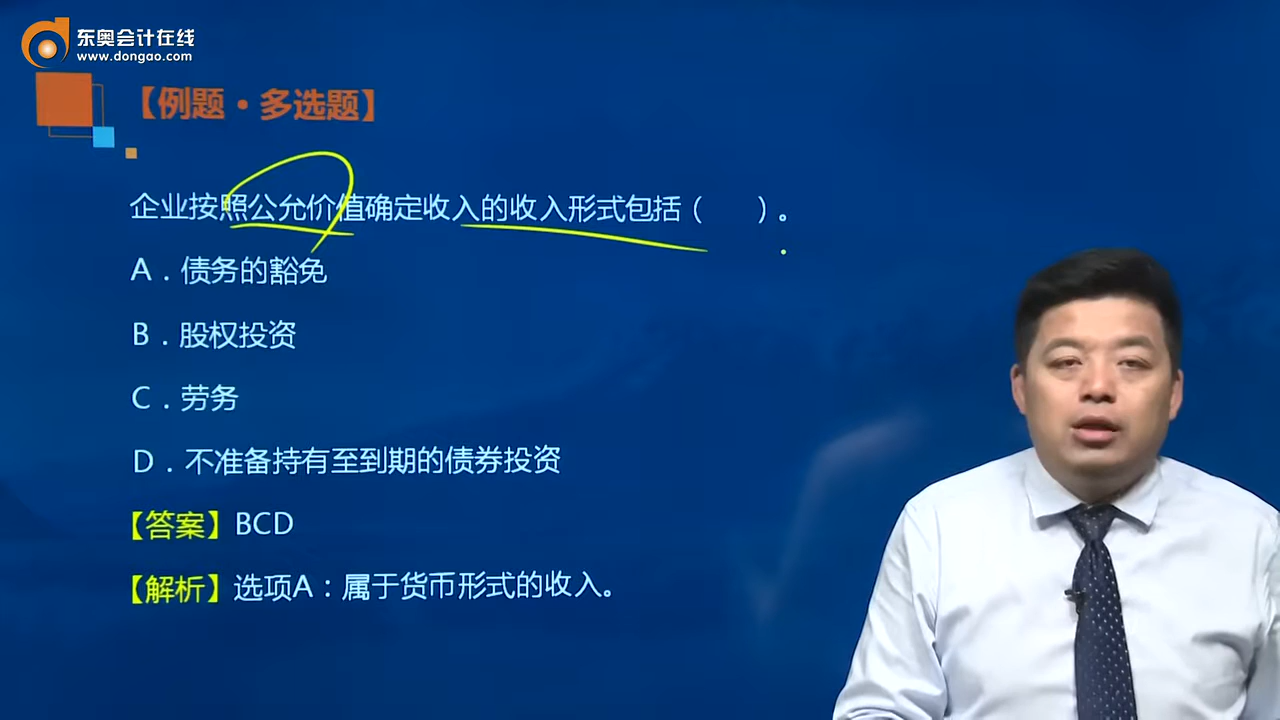 东奥会计在线
www.dongao.com
【例题·多选题】
企业按照公允价值确定收入的收入形式包括（　　）。
A．债务的豁免
B．股权投资
C．劳务
D．不准备持有至到期的债券投资
【答案】BCD
【解析】选项A：属于货币形式的收入。